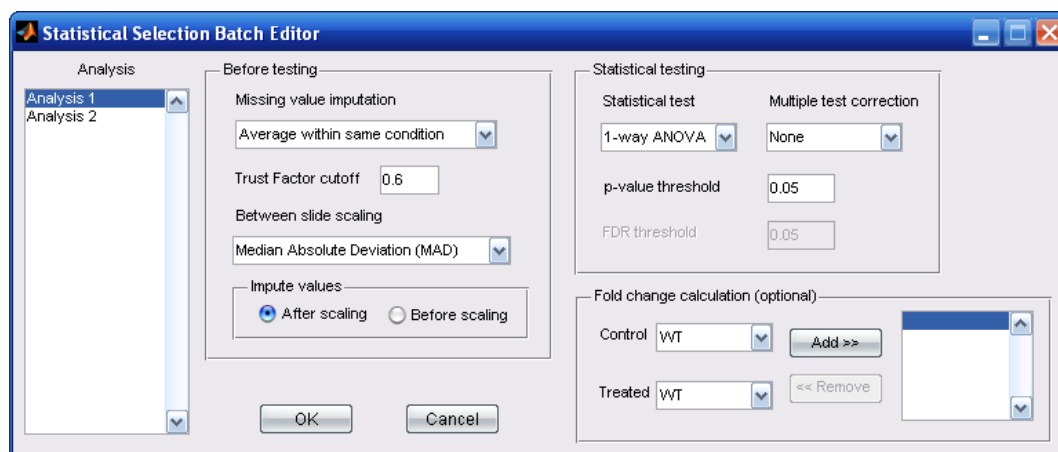 Statistical Selection Batch Editor
Analysis
Analysis 1
Analysis 2
Before testing
Missing value imputation
Average within same condition
Trust Factor cutoff 0.6
Between slide scaling
Median Absolute Deviation (MAD)
Impute values
After scaling Before scaling
OK Cancel
Statistical testing
Statistical test Multiple test correction
1-way ANOVA None
p-value threshold 0.05
FDR threshold 0.05
Fold change calculation (optional)
Control WT Add >>
Treated WT << Remove